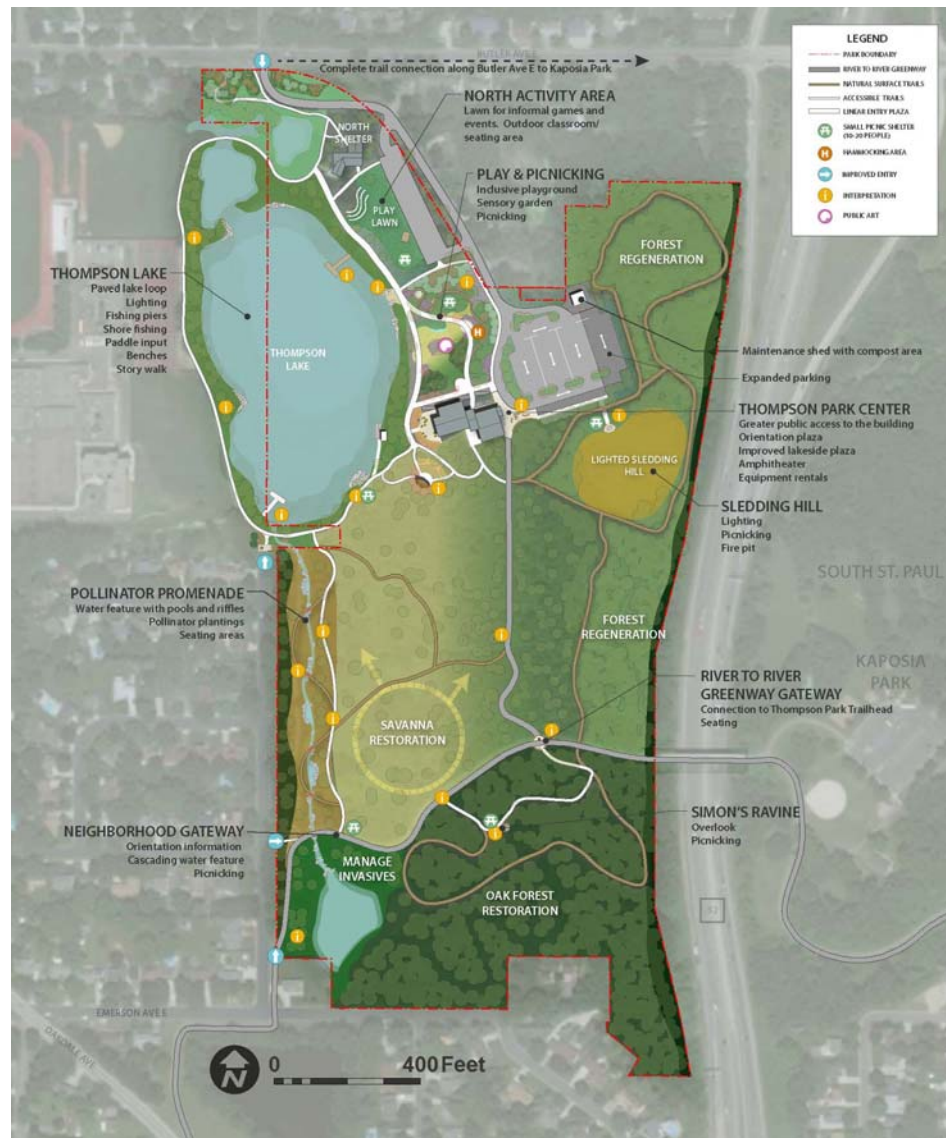 LEGEND
PARK BOUNDARY
RIVER TO RIVER GREENWAY
NATURAL SURFACE TRAILS
ACCESSIBLE TRAILS
LINEAR ENTRY PLAZA
SMALL PICNIC SHELTER
(10-20 PEOPLE)
H
HAMMOCKING AREA
IMPROVED ENTRY
i
INTERPRETATION
PUBLIC ART
BUTLER AVE E
Complete trail connection along Butler Ave E to Kaposia Park
NORTH ACTIVITY AREA
Lawn for informal games and
events. Outdoor classroom/
seating area
NORTH
SHELTER
PLAY & PICNICKING
Inclusive playground
Sensory garden
Picnicking
PLAY
LAWN
FOREST
REGENERATION
THOMPSON LAKE
Paved lake loop
Lighting
Fishing piers
Shore fishing
Paddle input
Benches
Story walk
THOMPSON
LAKE
Maintenance shed with compost area
Expanded parking
THOMPSON PARK CENTER
Greater public access to the building
Orientation plaza
Improved lakeside plaza
Amphitheater
Equipment rentals
LIGHTED SLEDDING
HILL
SLEDDING HILL
Lighting
Picnicking
Fire pit
SOUTH ST. PAUL
POLLINATOR PROMENADE
Water feature with pools and riffles
Pollinator plantings
Seating areas
FOREST
REGENERATION
KAPOSIA
PARK
RIVER TO RIVER
GREENWAY GATEWAY
Connection to Thompson Park Trailhead
Seating
SAVANNA
RESTORATION
SIMON'S RAVINE
Overlook
Picnicking
NEIGHBORHOOD GATEWAY
Orientation information
Cascading water feature
Picnicking
MANAGE
INVASIVES
OAK FOREST
RESTORATION
52
EMERSON AVE E
OAKDALE AVE
N
0 400 Feet